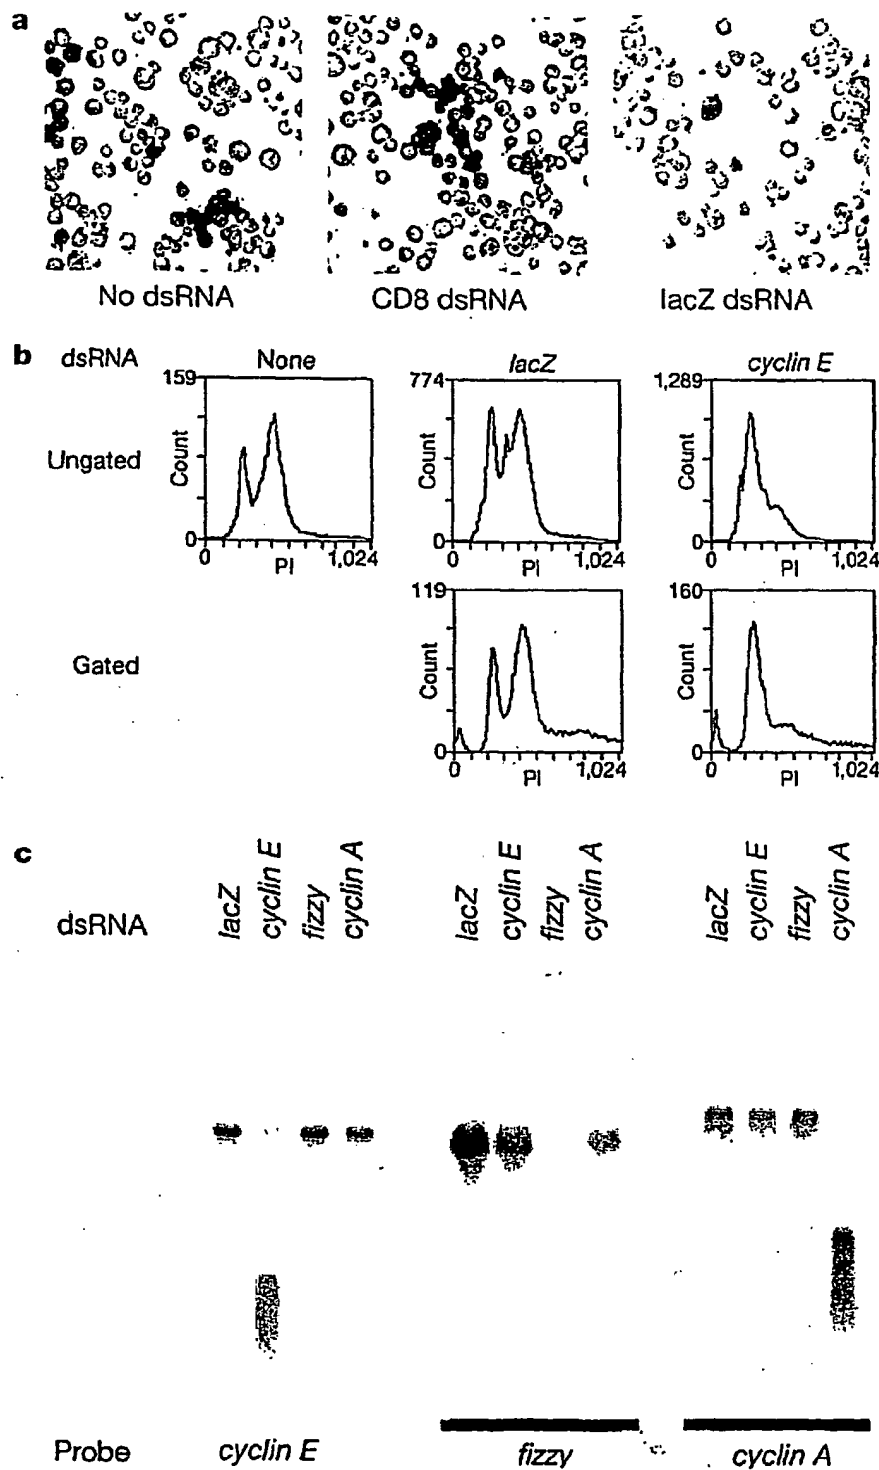 a
No dsRNA CD8 dsRNA lacZ dsRNA
b dsRNA None lacZ cyclin E
159 774 1,289
Ungated Count Count Count
0 0 0
0 PI 1,024 0 PI 1,024 0 PI 1,024
119 160
Gated Count Count
0 0
0 PI 1,024 0 PI 1,024
c
dsRNA lacZ cyclin E fizzy cyclin A lacZ cyclin E fizzy cyclin A lacZ cyclin E fizzy cyclin A
Probe cyclin E fizzy cyclin A